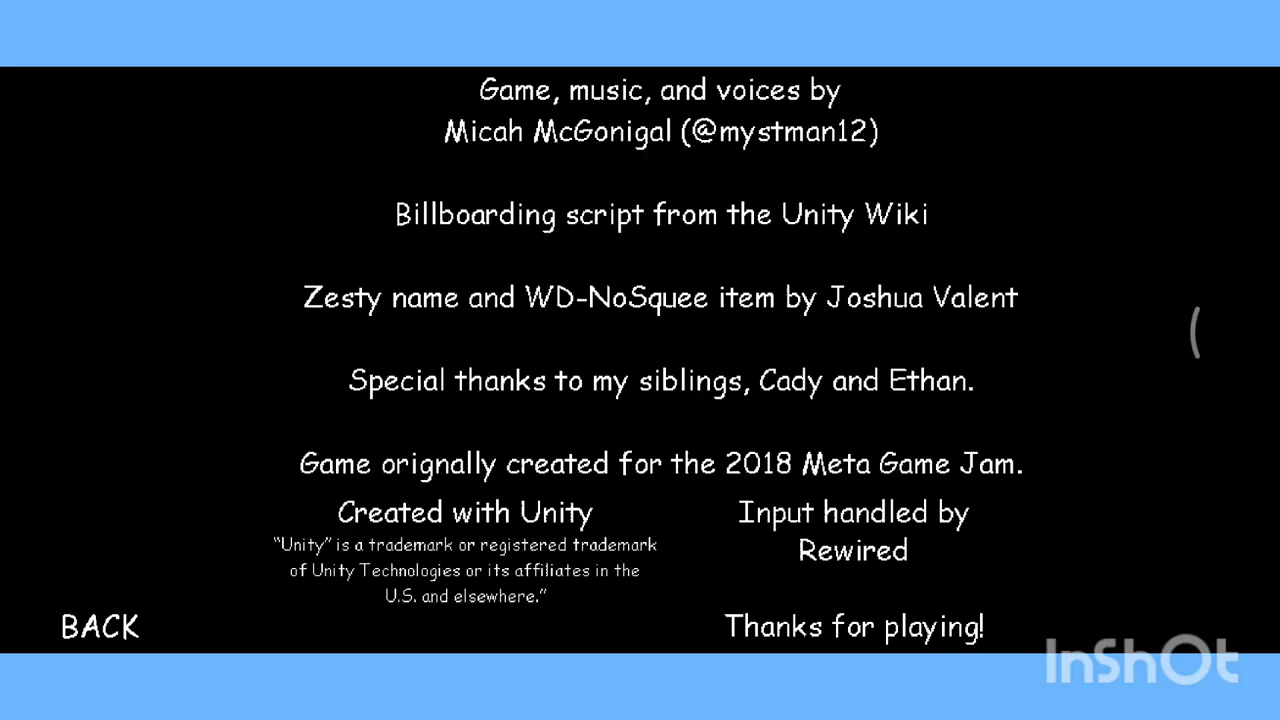 Game, music, and voices by
Micah McGonigal (@mystman12)
Billboarding script from the Unity Wiki
Zesty name and WD-NoSquee item by Joshua Valent
Special thanks to my siblings, Cady and Ethan.
Game orignally created for the 2018 Meta Game Jam.
Created with Unity
"Unity" is a trademark or registered trademark
of Unity Technologies or its affiliates in the
U.S. and elsewhere."
Input handled by
Rewired
BACK
Thanks for playing!
InShOt